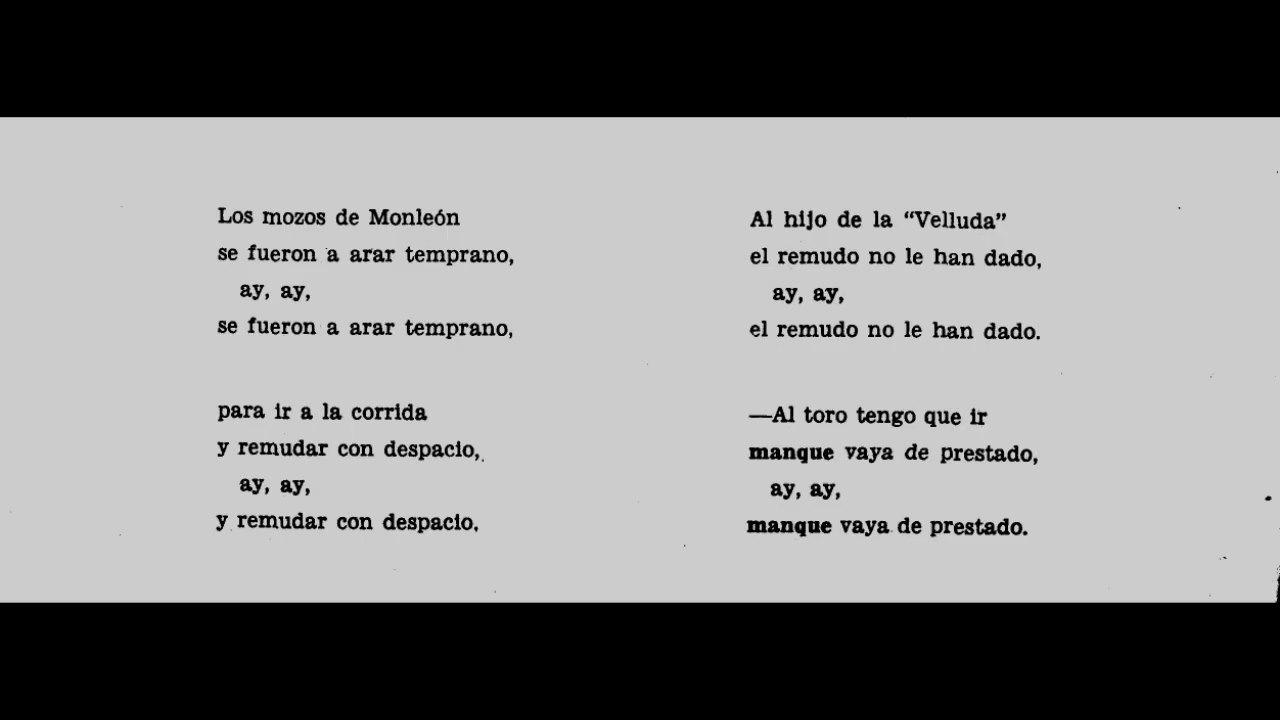 Los mozos de Monleón
se fueron a arar temprano,
ay, ay,
se fueron a arar temprano,
para ir a la corrida
y remudar con despacio,
ay, ay,
y remudar con despacio.
Al hijo de la “Velluda”
el remudo no le han dado,
ay, ay,
el remudo no le han dado.
—Al toro tengo que ir
manque vaya de prestado,
ay, ay,
manque vaya de prestado.